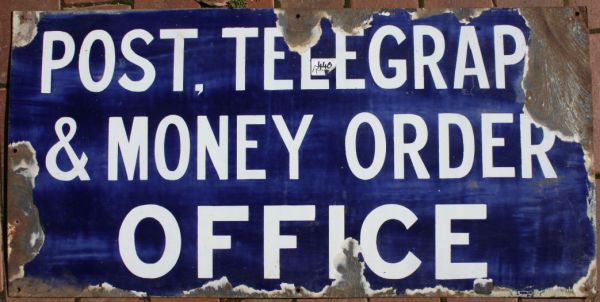 POST, TELEGRAP
& MONEY ORDER
OFFICE